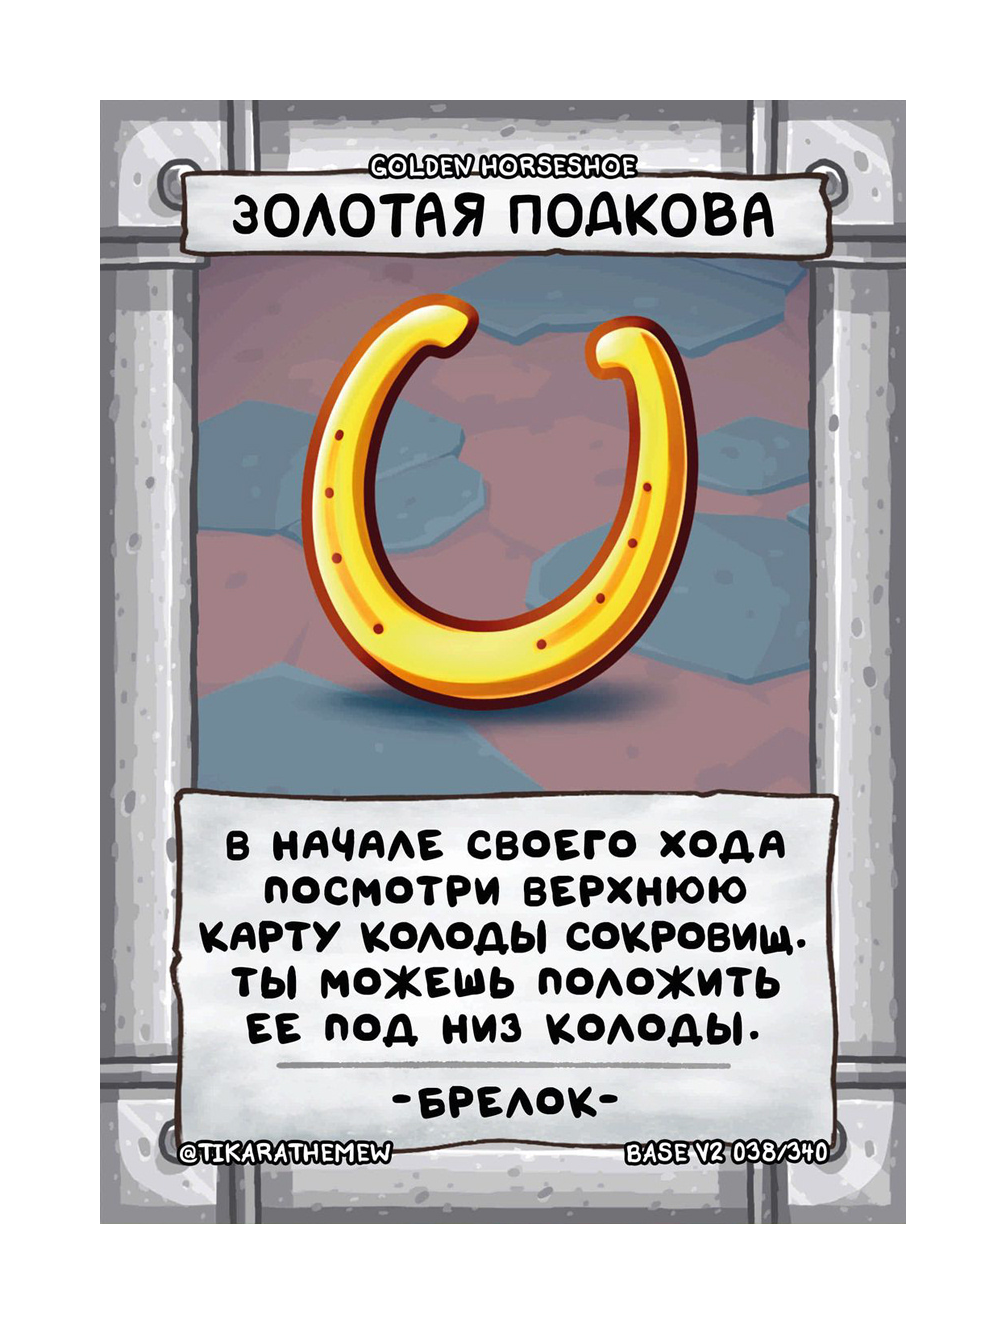 GOLDEN HORSESHOE
ЗОЛОТАЯ ПОДКОВА
В НАЧАЛЕ СВОЕГО ХОДА
ПОСМОТРИ ВЕРХНЮЮ
КАРТУ КОЛОДЫ СОКРОВИЩ.
ТЫ МОЖЕШЬ ПОЛОЖИТЬ
ЕЕ ПОД НИЗ КОЛОДЫ.
-БРЕЛОК-
@TIKARATHEMEW BASE V2 038/340